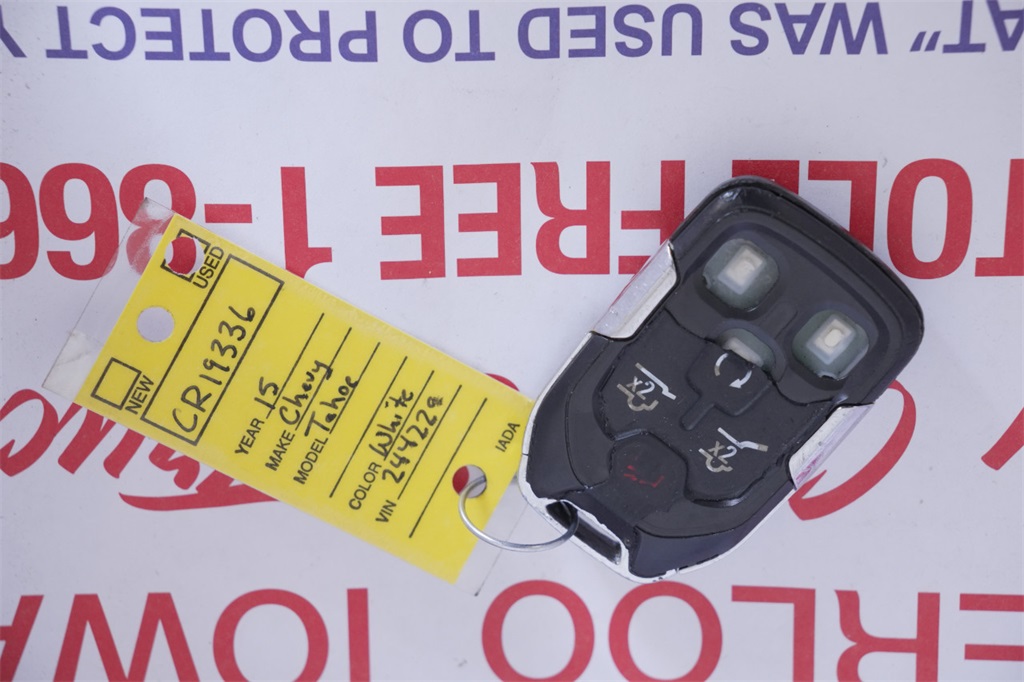 AT” WAS USED TO PROTECT Y
TOLL FREE 1-866
ERLOO IOWA
USED
NEW
CR19336
YEAR 15
MAKE Chevy
MODEL Tahoe
COLOR White
VIN 244229
IADA
x2
x2